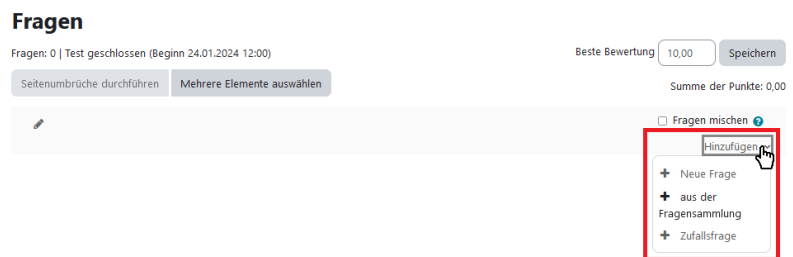 Fragen
Fragen: 0 | Test geschlossen (Beginn 24.01.2024 12:00)
Beste Bewertung 10,00 Speichern
Seitenumbrüche durchführen Mehrere Elemente auswählen
Summe der Punkte: 0,00
Fragen mischen ?
Hinzufügen
+ Neue Frage
+ aus der
Fragensammlung
+ Zufallsfrage